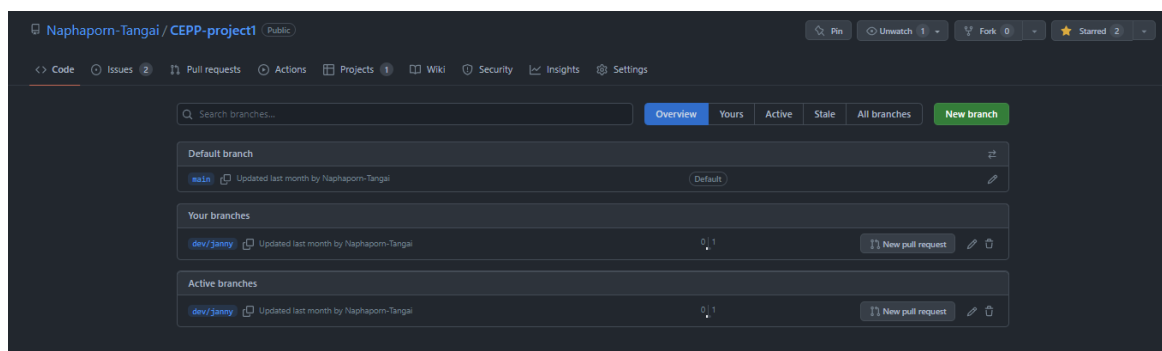 Naphaporn-Tangai / CEPP-project1 Public Pin Unwatch 1 Fork 0 Starred 2
Code Issues 2 Pull requests Actions Projects 1 Wiki Security Insights Settings
Search branches... Overview Yours Active Stale All branches New branch
Default branch
main Updated last month by Naphaporn-Tangai Default
Your branches
dev/janny Updated last month by Naphaporn-Tangai 0 | 1 New pull request
Active branches
dev/janny Updated last month by Naphaporn-Tangai 0 | 1 New pull request